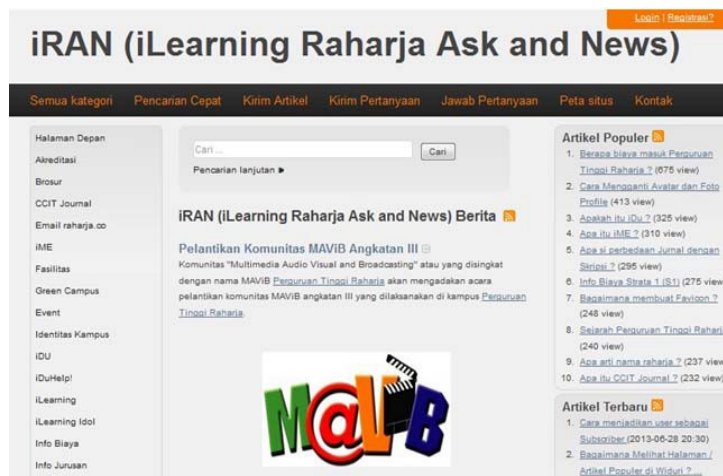 Login | Registrasi?
iRAN (iLearning Raharja Ask and News)
Semua kategori Pencarian Cepat Kirim Artikel Kirim Pertanyaan Jawab Pertanyaan Peta situs Kontak
Halaman Depan
Akreditasi
Brosur
CCIT Journal
Email raharja.co
iME
Fasilitas
Green Campus
Event
Identitas Kampus
iDU
iDuHelp!
iLearning
iLearning Idol
Info Biaya
Info Jurusan
Cari ...
Cari
Pencarian lanjutan
iRAN (iLearning Raharja Ask and News) Berita
Pelantikan Komunitas MAViB Angkatan III
Komunitas "Multimedia Audio Visual and Broadcasting" atau yang disingkat
dengan nama MAViB Perguruan Tinggi Raharja akan mengadakan acara
pelantikan komunitas MAViB angkatan III yang dilaksanakan di kampus Perguruan
Tinggi Raharja.
M@ViB
Artikel Populer
1. Berapa biaya masuk Perguruan
Tinggi Raharja ? (675 view)
2. Cara Mengganti Avatar dan Foto
Profile (413 view)
3. Apakah itu iDu ? (325 view)
4. Apa itu iME ? (310 view)
5. Apa si perbedaan Jurnal dengan
Skripsi ? (295 view)
6. Info Biaya Strata 1 (S1) (275 view
7. Bagaimana membuat Favicon ?
(248 view)
8. Sejarah Perguruan Tinggi Raharj
(240 view)
9. Apa arti nama raharja ? (237 view
10. Apa itu CCIT Journal ? (232 view)
Artikel Terbaru
1. Cara menjadikan user sebagai
Subscriber (2013-06-28 20:30)
2. Bagaimana Melihat Halaman /
Artikel Populer di Widuri ? ...